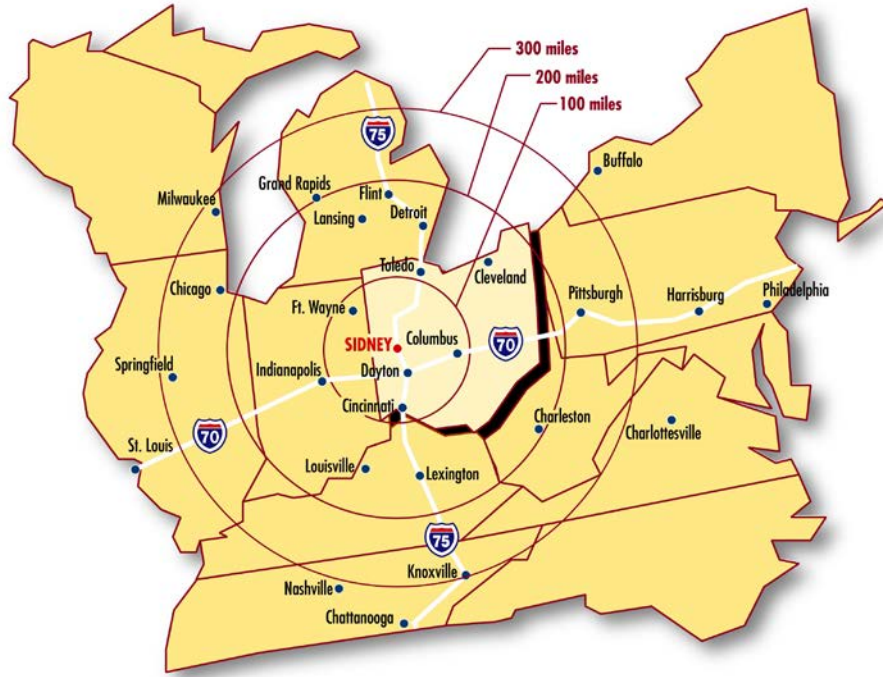 300 miles
200 miles
100 miles
75
Buffalo
Grand Rapids
Flint
Milwaukee
Lansing
Detroit
Toledo
Cleveland
Chicago
Ft. Wayne
Pittsburgh
Harrisburg
Philadelphia
SIDNEY
Columbus
70
Springfield
Indianapolis
Dayton
Cincinnati
Charleston
Charlottesville
70
St. Louis
Louisville
Lexington
75
Knoxville
Nashville
Chattanooga